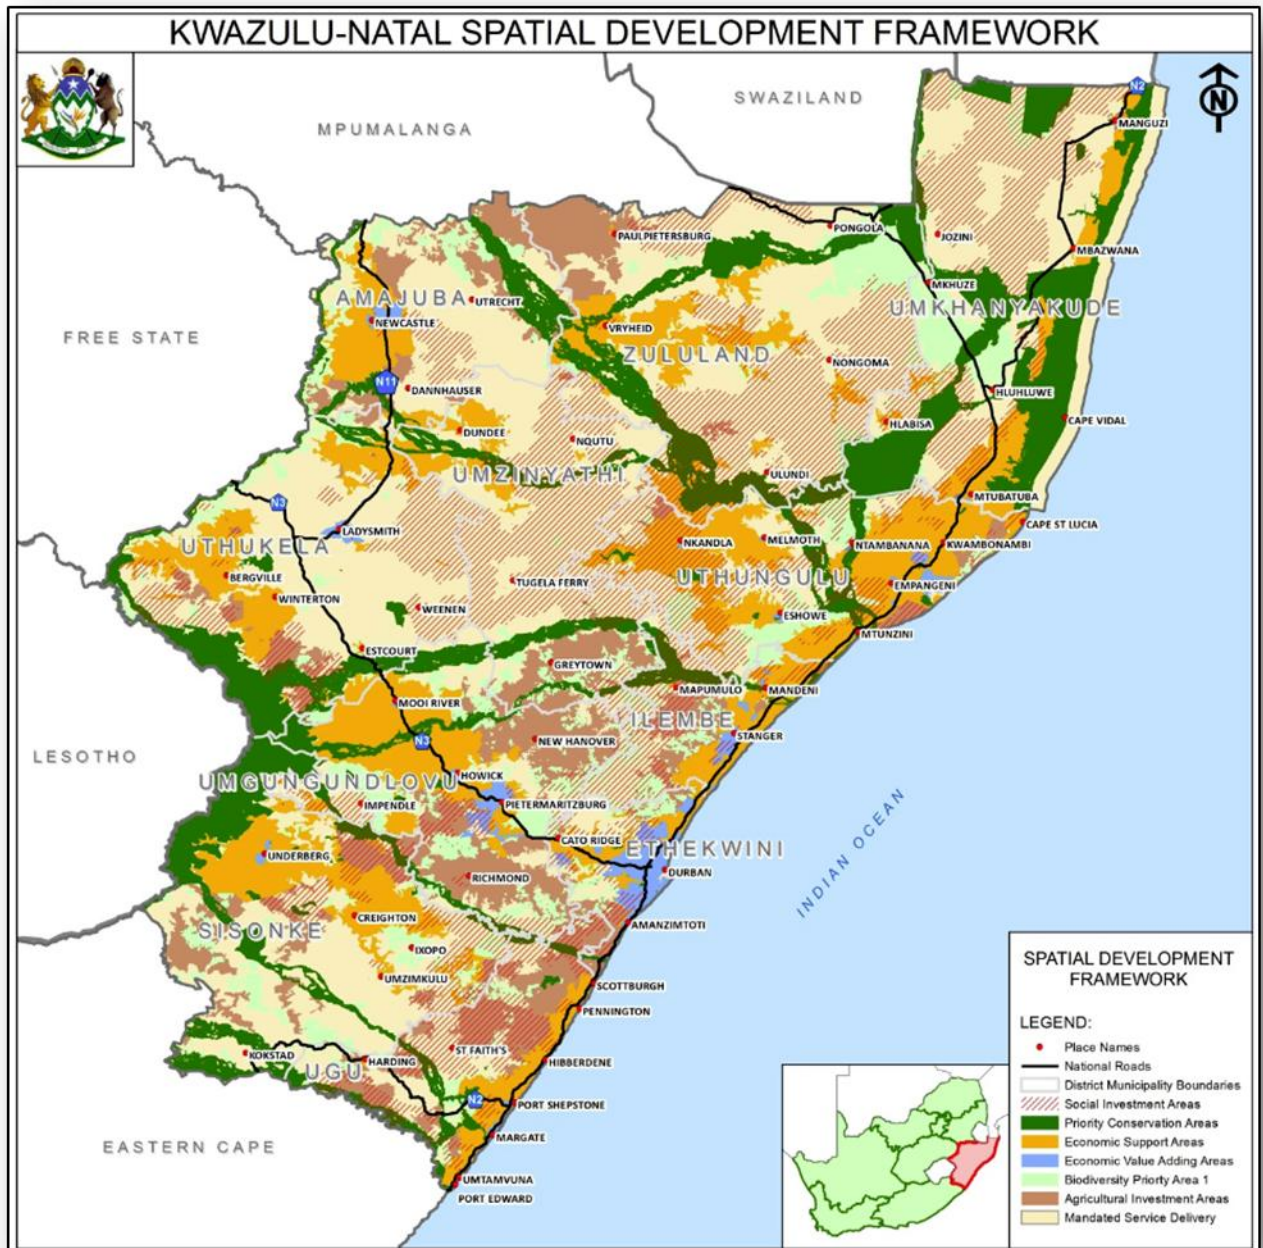 KWAZULU-NATAL SPATIAL DEVELOPMENT FRAMEWORK
N
SWAZILAND
MPUMALANGA
N2
MANGUZI
PAULPIETERSBURG
PONGOLA
JOZINI
MBAZWANA
MKHUZE
AMAJUBA
UTRECHT
UMKHANYAKUDE
NEWCASTLE
FREE STATE
VRYHEID
ZULULAND
NONGOMA
N11
DANNHAUSER
HLUHLUWE
CAPE VIDAL
HLABISA
DUNDEE
NQUTU
UMZINYATHI
ULUNDI
MTUBATUBA
N3
CAPE ST LUCIA
LADYSMITH
UTHUKELA
NKANDLA
MELMOTH
NTAMBANANA
KWAMBONAMBI
BERGVILLE
TUGELA FERRY
UTHUNGULU
EMPANGENI
WINTERTON
WEENEN
ESHOWE
MTUNZINI
ESTCOURT
GREYTOWN
MAPUMULO
MANDENI
MOOI RIVER
ILEMBE
STANGER
N3
NEW HANOVER
LESOTHO
HOWICK
UMGUNGUNDLOVU
IMPENDLE
PIETERMARITZBURG
CATO RIDGE
ETHEKWINI
INDIAN OCEAN
UNDERBERG
DURBAN
RICHMOND
CREIGHTON
AMANZIMTOTI
SISONKE
IXOPO
UMZIMKULU
SCOTTBURGH
PENNINGTON
ST FAITH'S
KOKSTAD
HARDING
HIBBERDENE
UGU
N2
PORT SHEPSTONE
MARGATE
EASTERN CAPE
UMTAMVUNA
PORT EDWARD
SPATIAL DEVELOPMENT
FRAMEWORK
LEGEND:
Place Names
National Roads
District Municipality Boundaries
Social Investment Areas
Priority Conservation Areas
Economic Support Areas
Economic Value Adding Areas
Biodiversity Priorty Area 1
Agricultural Investment Areas
Mandated Service Delivery